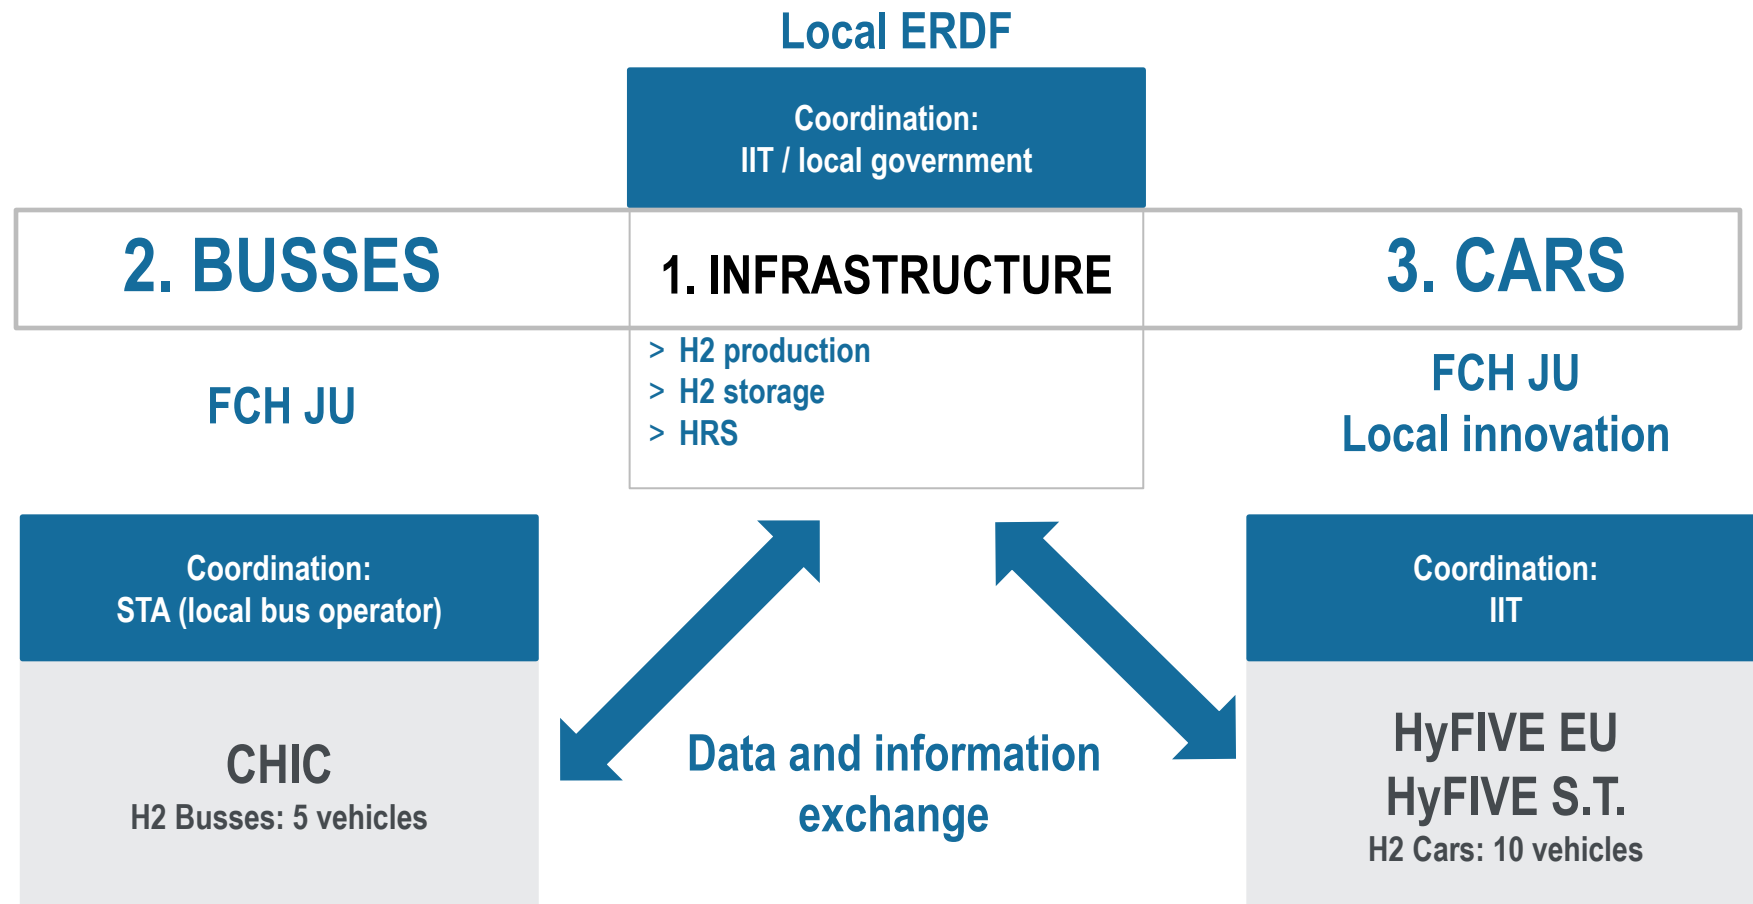 Local ERDF
Coordination:
IIT / local government
2. BUSSES
1. INFRASTRUCTURE
3. CARS
> H2 production
> H2 storage
> HRS
FCH JU
FCH JU
Local innovation
Coordination:
STA (local bus operator)
CHIC
H2 Busses: 5 vehicles
Data and information
exchange
Coordination:
IIT
HyFIVE EU
HyFIVE S.T.
H2 Cars: 10 vehicles